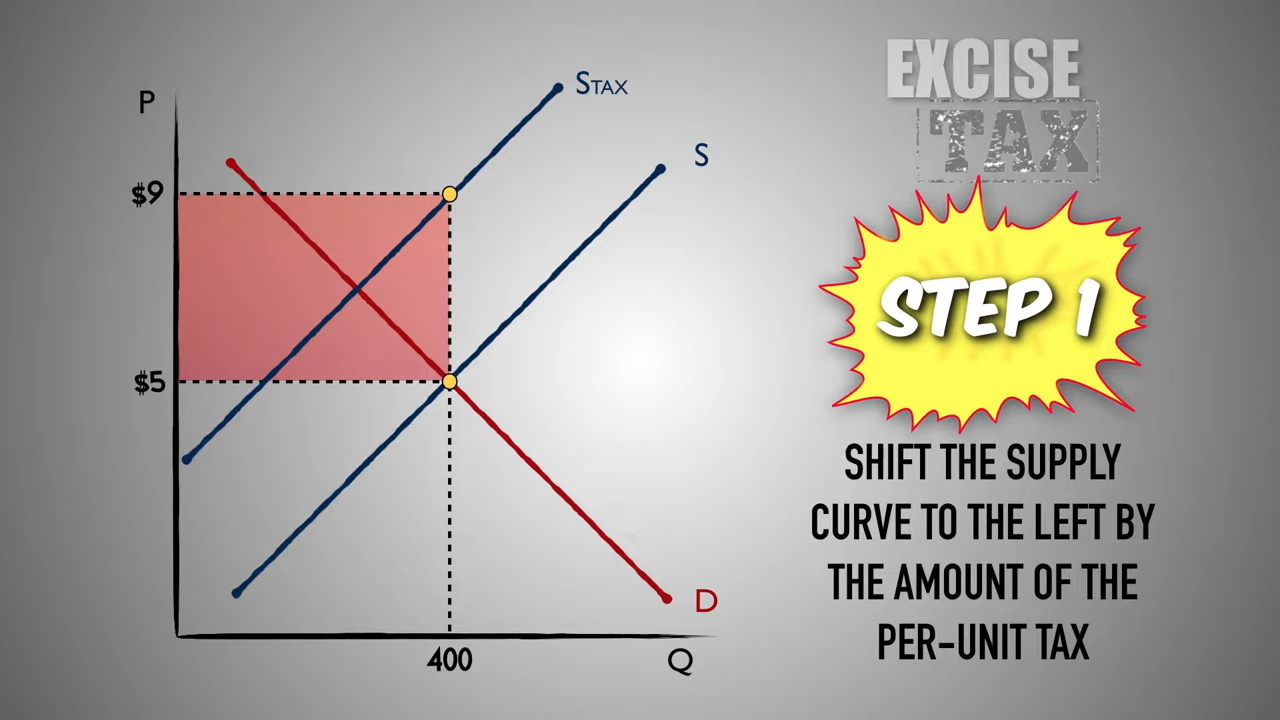 EXCISE
TAX
P
STAX
S
$9
$5
STEP 1
SHIFT THE SUPPLY
CURVE TO THE LEFT BY
THE AMOUNT OF THE
PER-UNIT TAX
D
400
Q